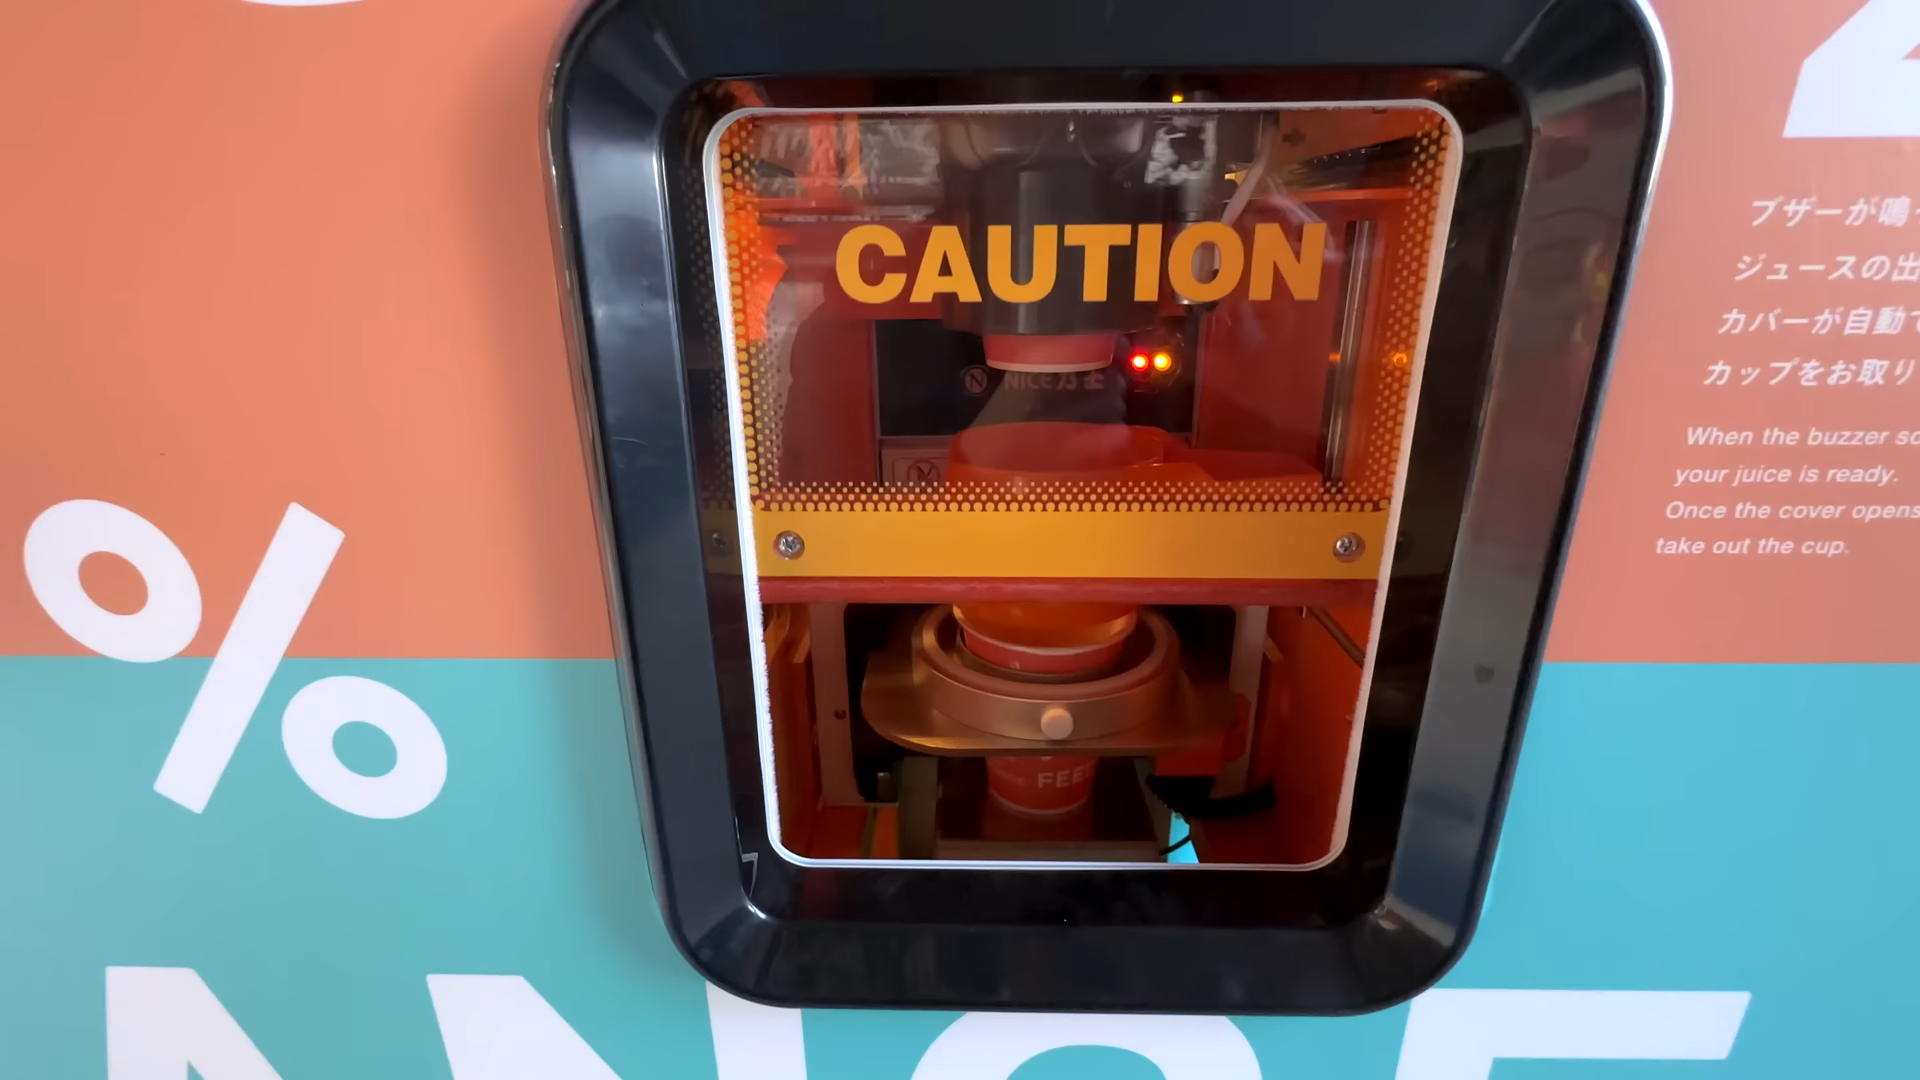 CAUTION
NICE
FEE
%
ブザーが鳴
ジュースの出
カバーが自動で
カップをお取り
When the buzzer so
your juice is ready.
Once the cover opens
take out the cup.